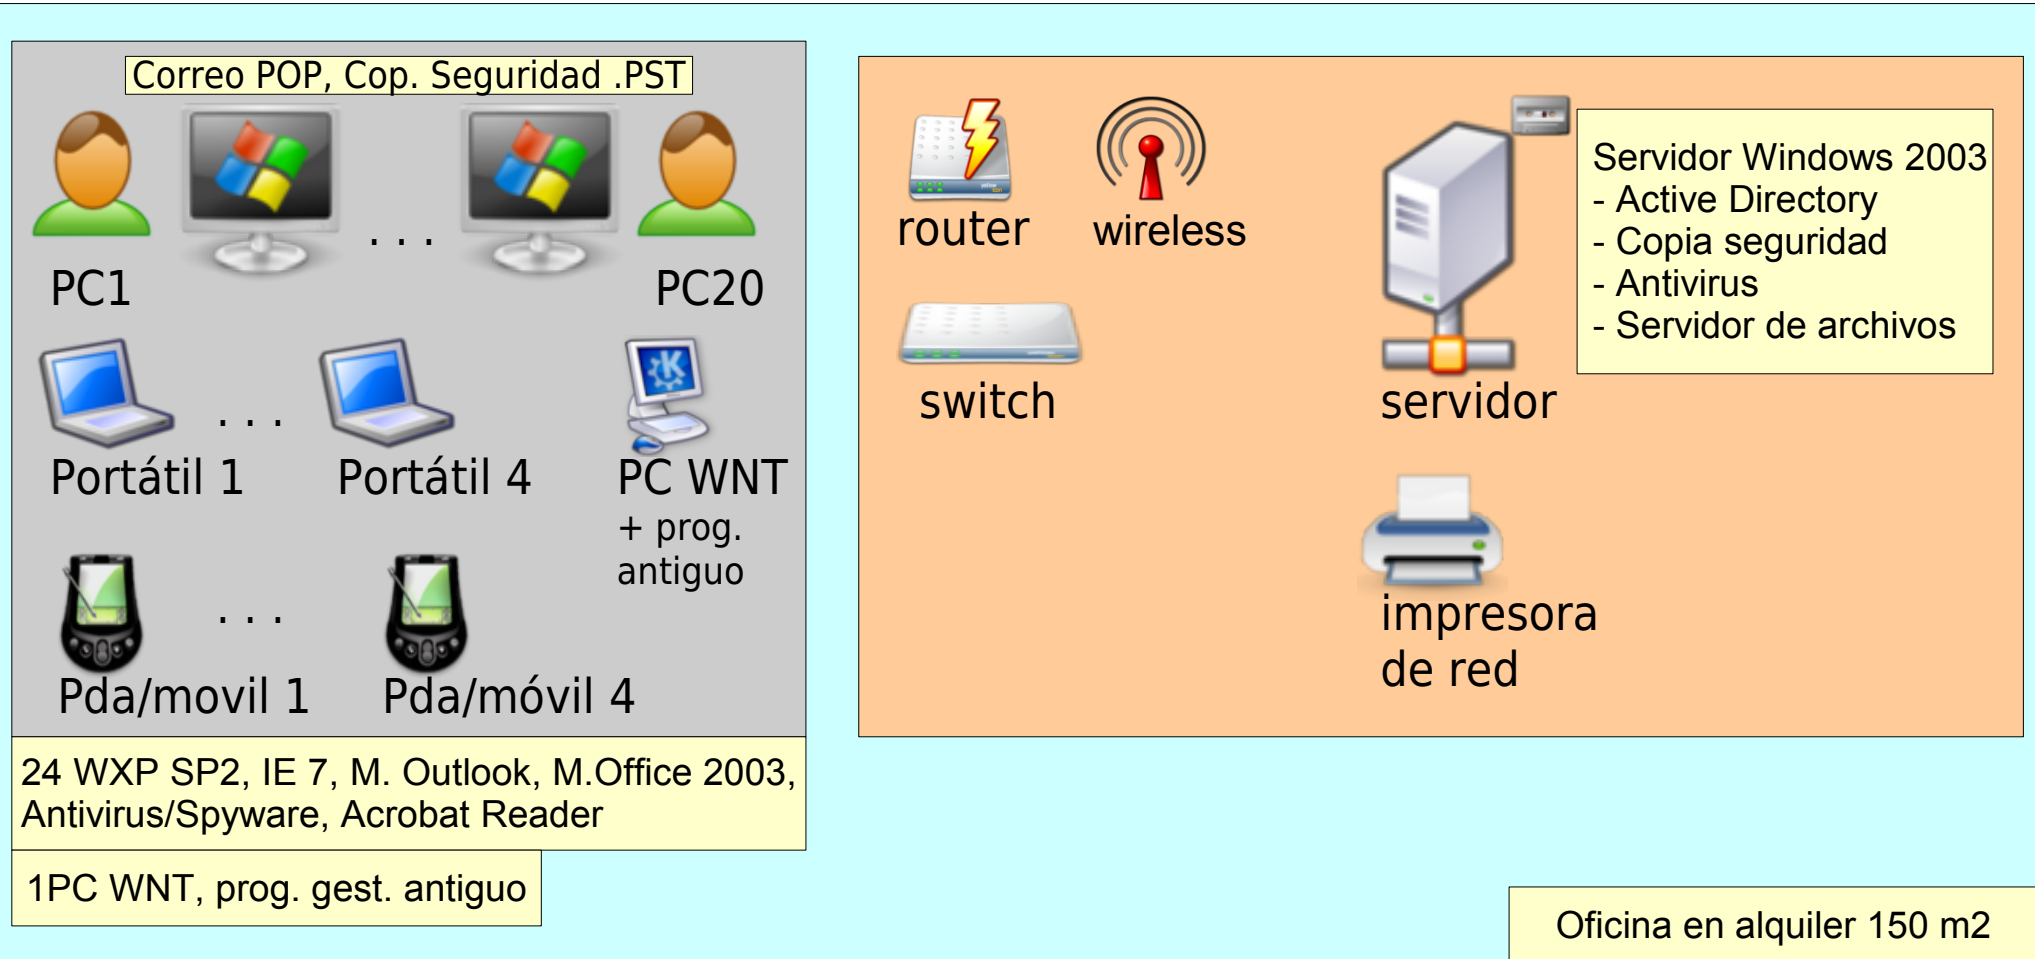 Correo POP, Cop. Seguridad .PST
. . .
PC1
PC20
. . .
Portátil 1
Portátil 4
PC WNT
+ prog.
antiguo
. . .
Pda/movil 1
Pda/móvil 4
24 WXP SP2, IE 7, M. Outlook, M.Office 2003,
Antivirus/Spyware, Acrobat Reader
1PC WNT, prog. gest. antiguo
router
wireless
switch
servidor
Servidor Windows 2003
- Active Directory
- Copia seguridad
- Antivirus
- Servidor de archivos
impresora
de red
Oficina en alquiler 150 m2